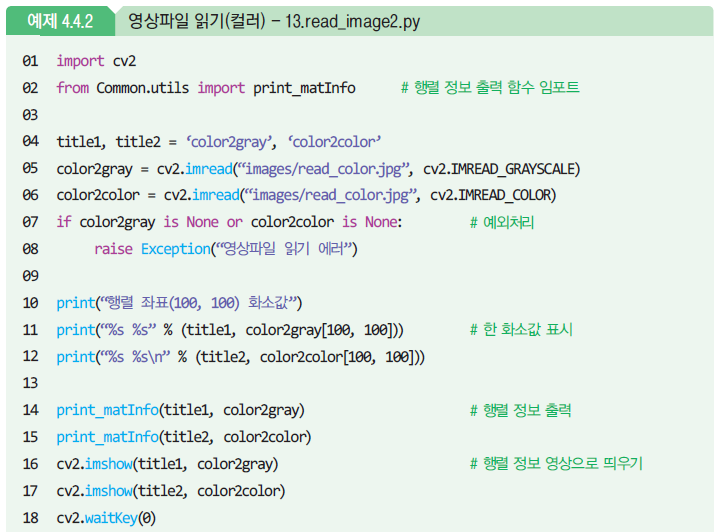 예제 4.4.2 영상파일 읽기(컬러) – 13.read_image2.py
01 import cv2
02 from Common.utils import print_matInfo # 행렬 정보 출력 함수 임포트
03
04 title1, title2 = ‘color2gray’, ‘color2color’
05 color2gray = cv2.imread(“images/read_color.jpg”, cv2.IMREAD_GRAYSCALE)
06 color2color = cv2.imread(“images/read_color.jpg”, cv2.IMREAD_COLOR)
07 if color2gray is None or color2color is None: # 예외처리
08 raise Exception(“영상파일 읽기 에러”)
09
10 print(“행렬 좌표(100, 100) 화소값”)
11 print(“%s %s” % (title1, color2gray[100, 100])) # 한 화소값 표시
12 print(“%s %s\n” % (title2, color2color[100, 100]))
13
14 print_matInfo(title1, color2gray) # 행렬 정보 출력
15 print_matInfo(title2, color2color)
16 cv2.imshow(title1, color2gray) # 행렬 정보 영상으로 띄우기
17 cv2.imshow(title2, color2color)
18 cv2.waitKey(0)